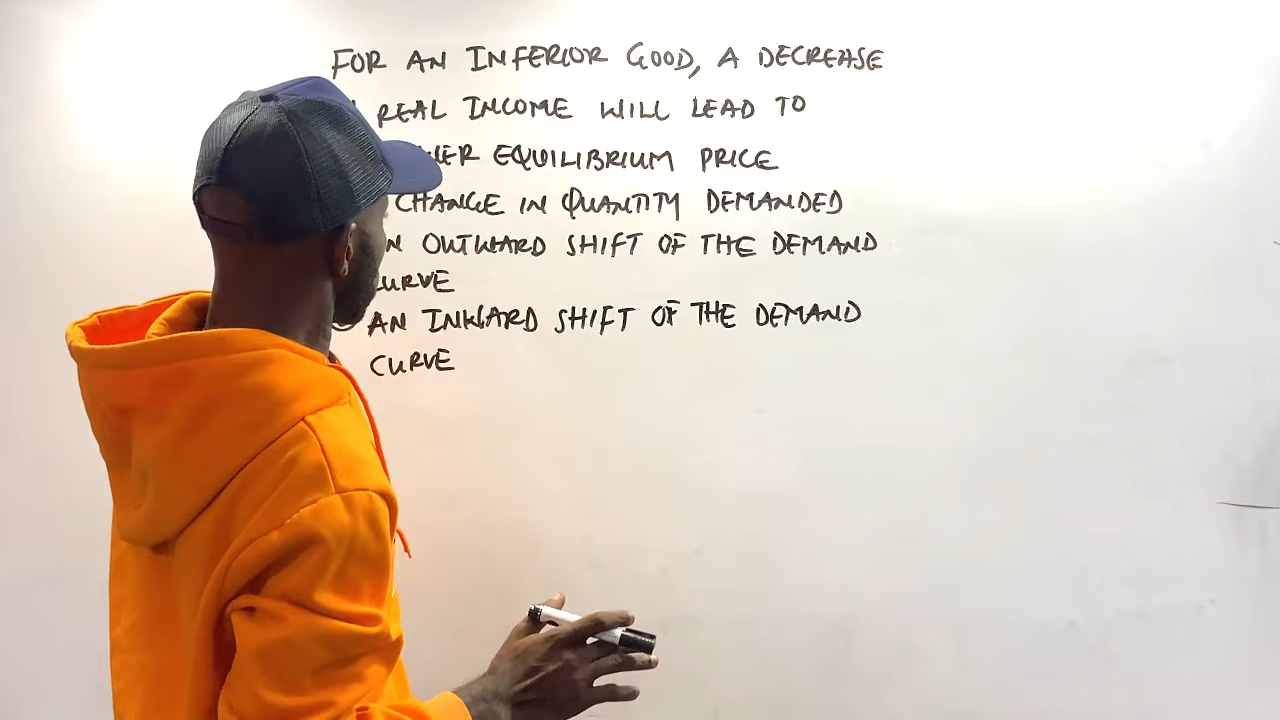 FOR AN INFERIOR GOOD, A DECREASE
REAL INCOME WILL LEAD TO
EQUILIBRIUM PRICE
CHANGE IN QUANTITY DEMANDED
OUTWARD SHIFT OF THE DEMAND
CURVE
AN INWARD SHIFT OF THE DEMAND
CURVE